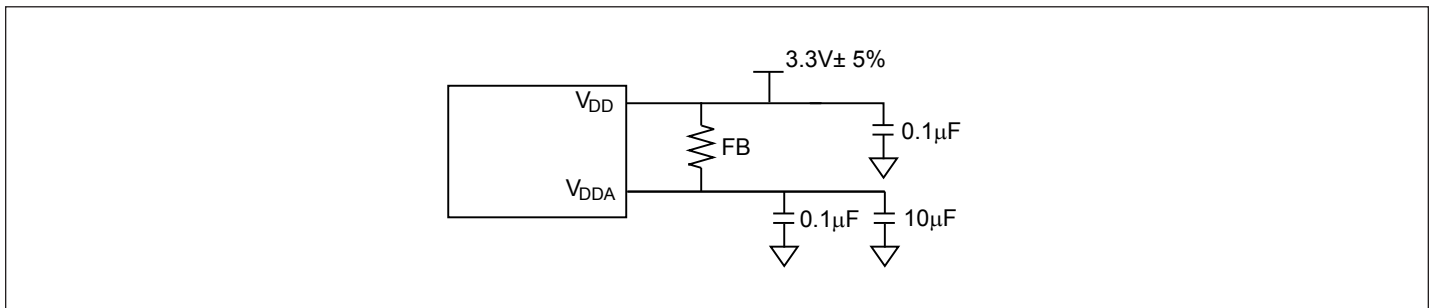 3.3V± 5%
VDD
0.1μF
FB
VDDA
0.1μF
10μF